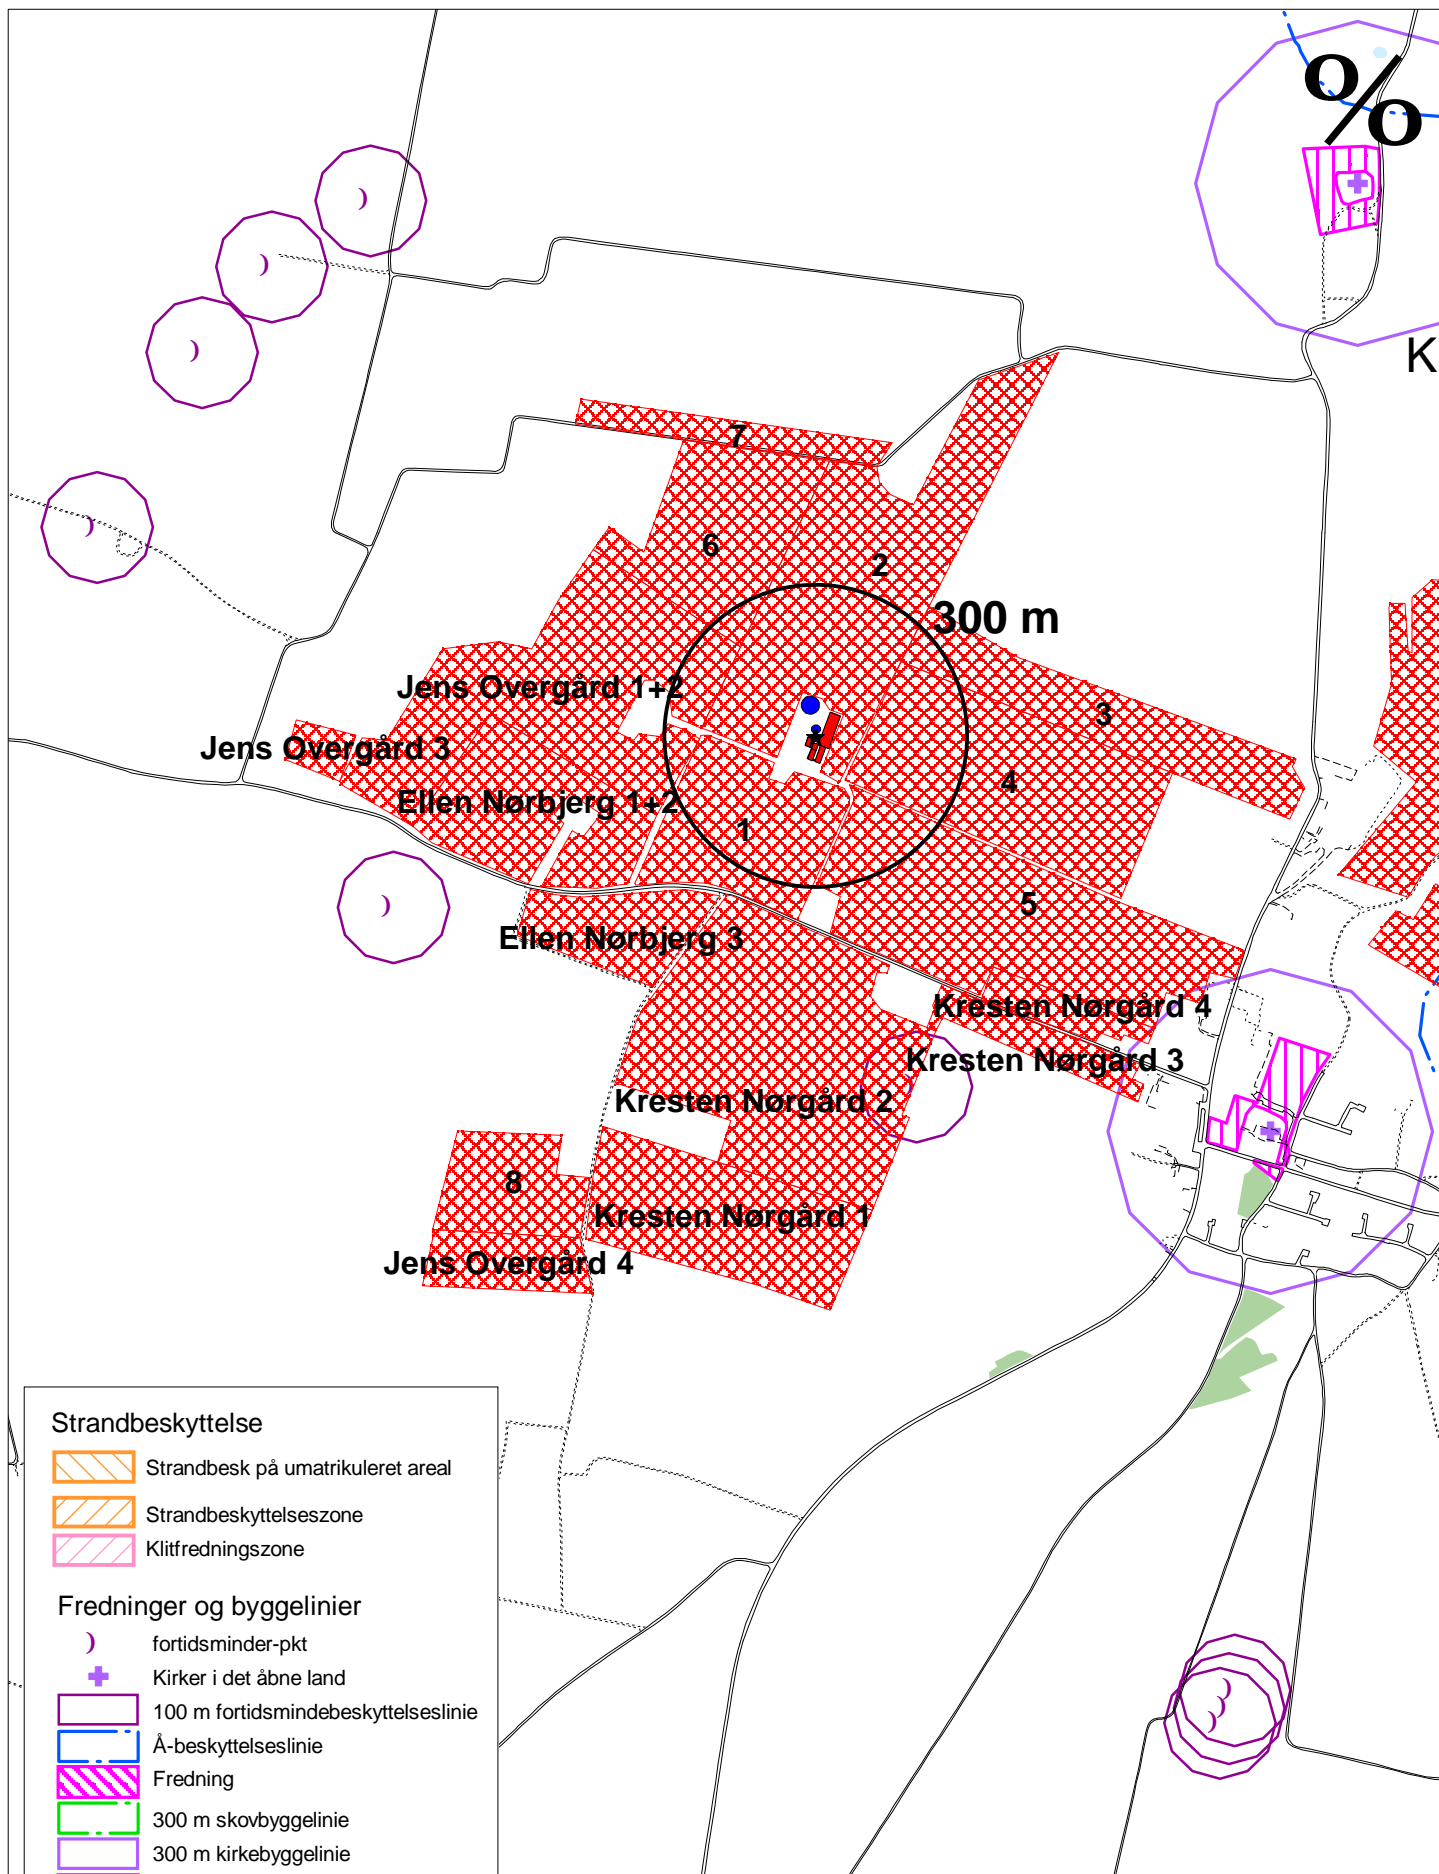 %
K
7
6
2
300 m
Jens Overgård 1+2
3
Jens Overgård 3
4
Ellen Nørbjerg 1+2
1
5
Ellen Nørbjerg 3
Kresten Nørgård 4
Kresten Nørgård 3
Kresten Nørgård 2
8
Kresten Nørgård 1
Jens Overgård 4
Strandbeskyttelse
Strandbesk på umatrikuleret areal
Strandbeskyttelseszone
Klitfredningszone
Fredninger og byggelinier
fortidsminder-pkt
Kirker i det åbne land
100 m fortidsmindebeskyttelseslinie
Å-beskyttelseslinie
Fredning
300 m skovbyggelinie
300 m kirkebyggelinie